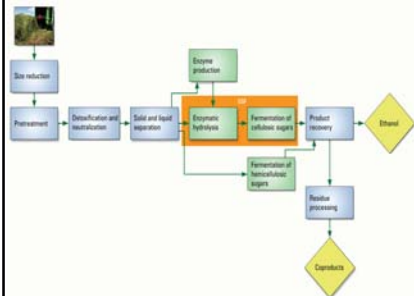 Size reduction
Pretreatment
Detoxification and
neutralization
Solid and liquid
separation
Enzyme
production
SSF
Enzymatic
hydrolysis
Fermentation of
cellulosic sugars
Fermentation
of hemicellulosic
sugars
Product
recovery
Ethanol
Residue
processing
Coproducts